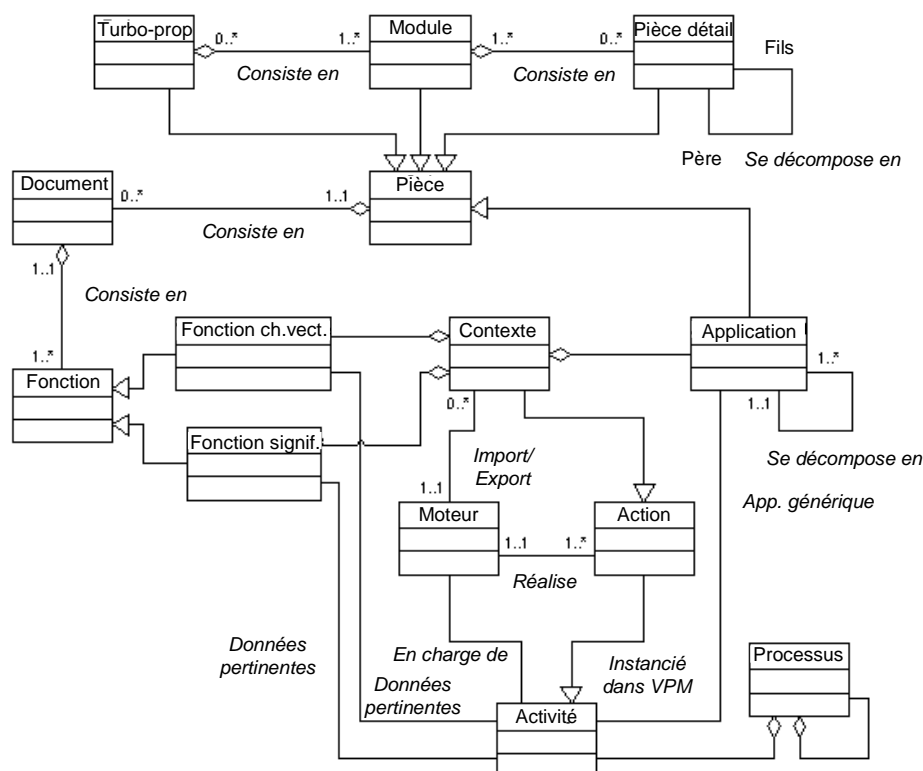 Turbo-prop
0..*
1..*
Module
1..*
0..*
Pièce détail
Fils
Consiste en
Consiste en
Père
Se décompose en
Document
0..*
1..1
Pièce
Consiste en
1..1
Consiste en
1..*
Fonction
Fonction ch.vect.
Contexte
Application
1..*
0..*
1..1
Fonction signif.
Import/
Export
Se décompose en
App. générique
1..1
Moteur
1..1
1..*
Action
Réalise
Données
pertinentes
En charge de
Données
pertinentes
Instancié
dans VPM
Processus
Activité